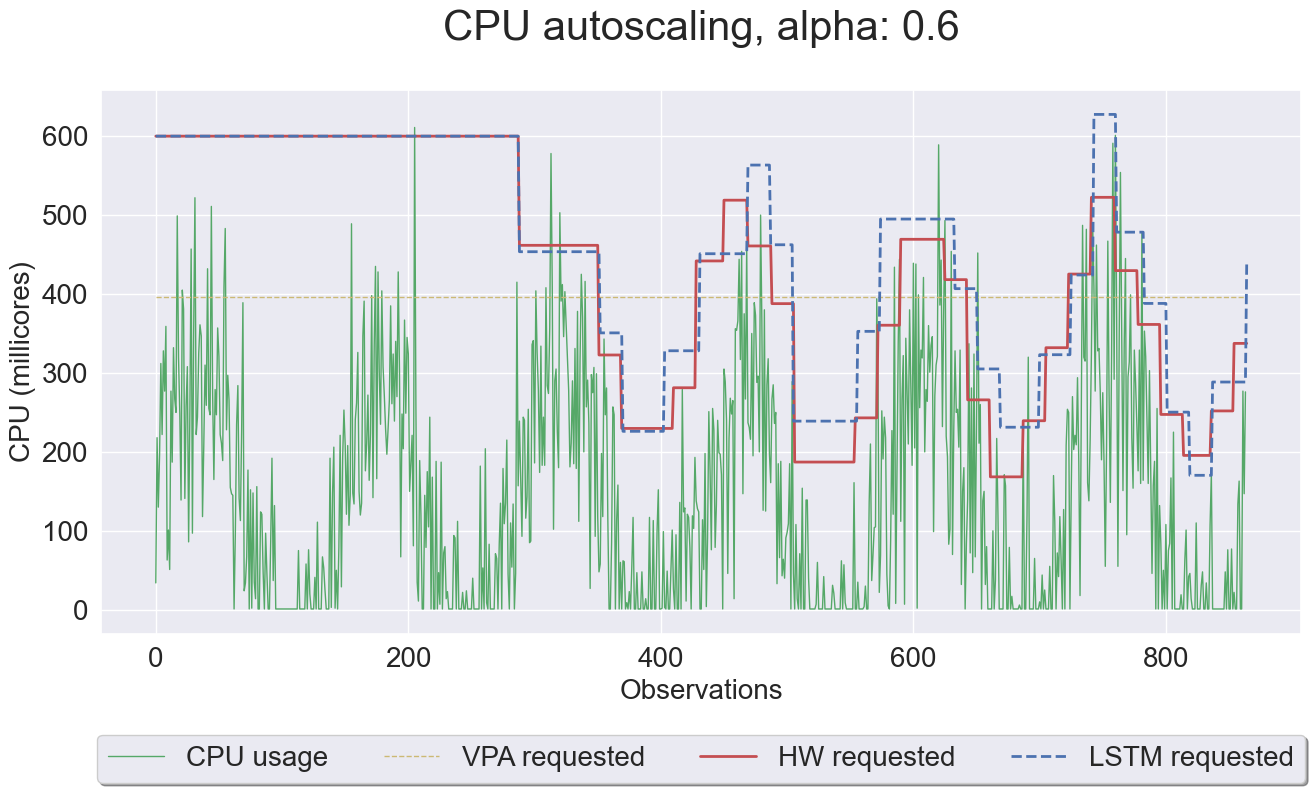 CPU autoscaling, alpha: 0.6
600
500
400
300
200
100
0
CPU (millicores)
0 200 400 600 800
Observations
CPU usage VPA requested HW requested LSTM requested